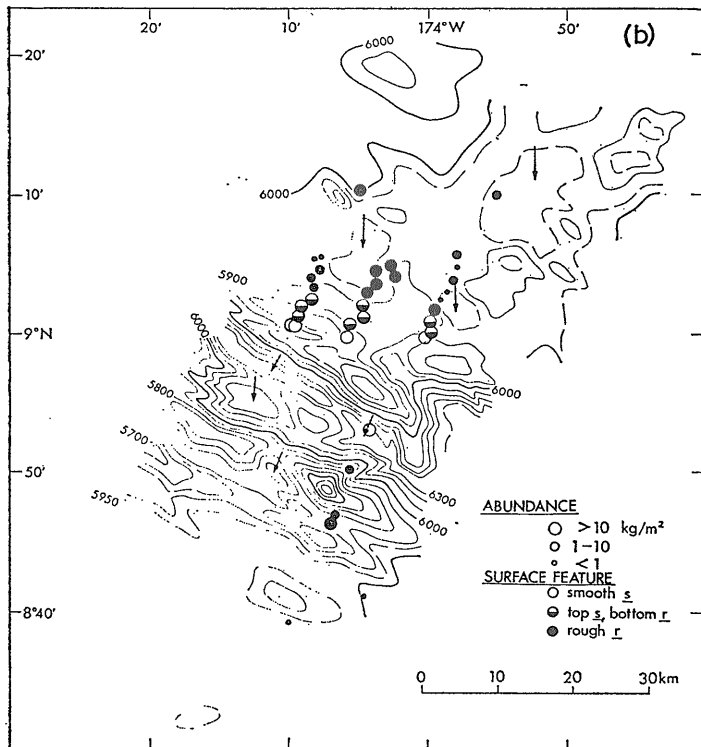 20'
10'
174°W
50'
(b)
20'
6000
10'
6000
5900
9°N
6000
5800
6000
5700
50'
5950
6300
6000
ABUNDANCE
>10 kg/m²
1-10
<1
SURFACE FEATURE
smooth s
top s, bottom r
rough r
8°40'
0 10 20 30km